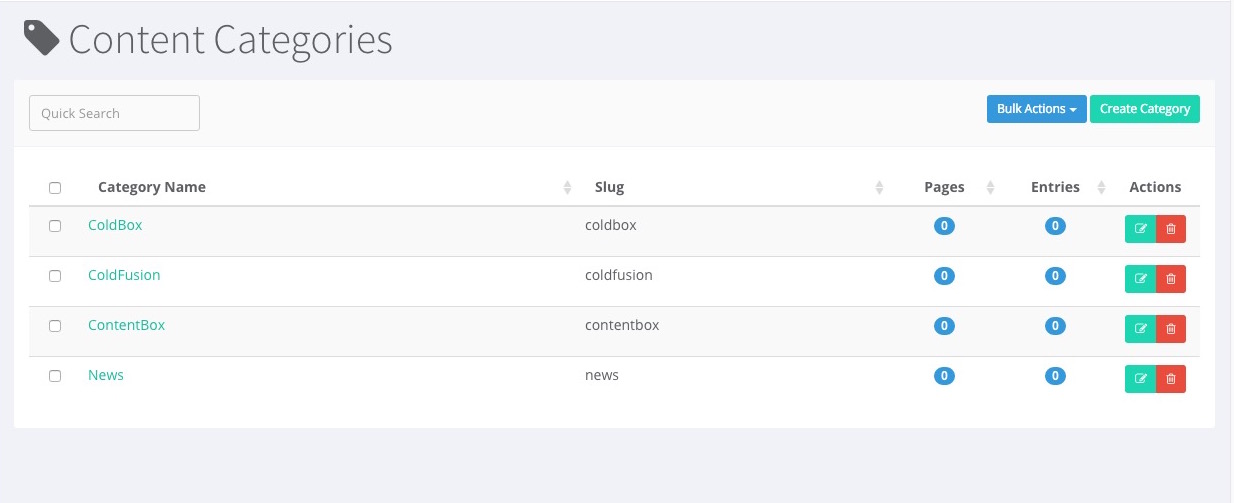 Content Categories
Quick Search
Bulk Actions Create Category
Category Name Slug Pages Entries Actions
ColdBox coldbox 0 0
ColdFusion coldfusion 0 0
ContentBox contentbox 0 0
News news 0 0